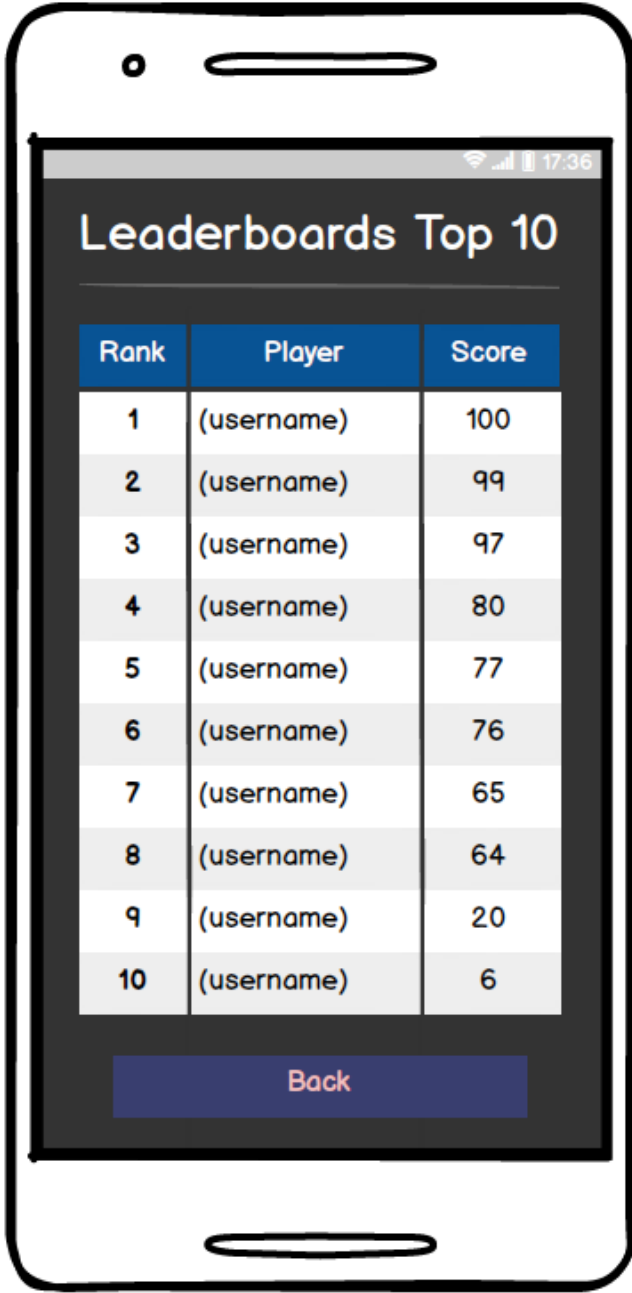 17:36
Leaderboards Top 10
Rank Player Score
1 (username) 100
2 (username) 99
3 (username) 97
4 (username) 80
5 (username) 77
6 (username) 76
7 (username) 65
8 (username) 64
9 (username) 20
10 (username) 6
Back